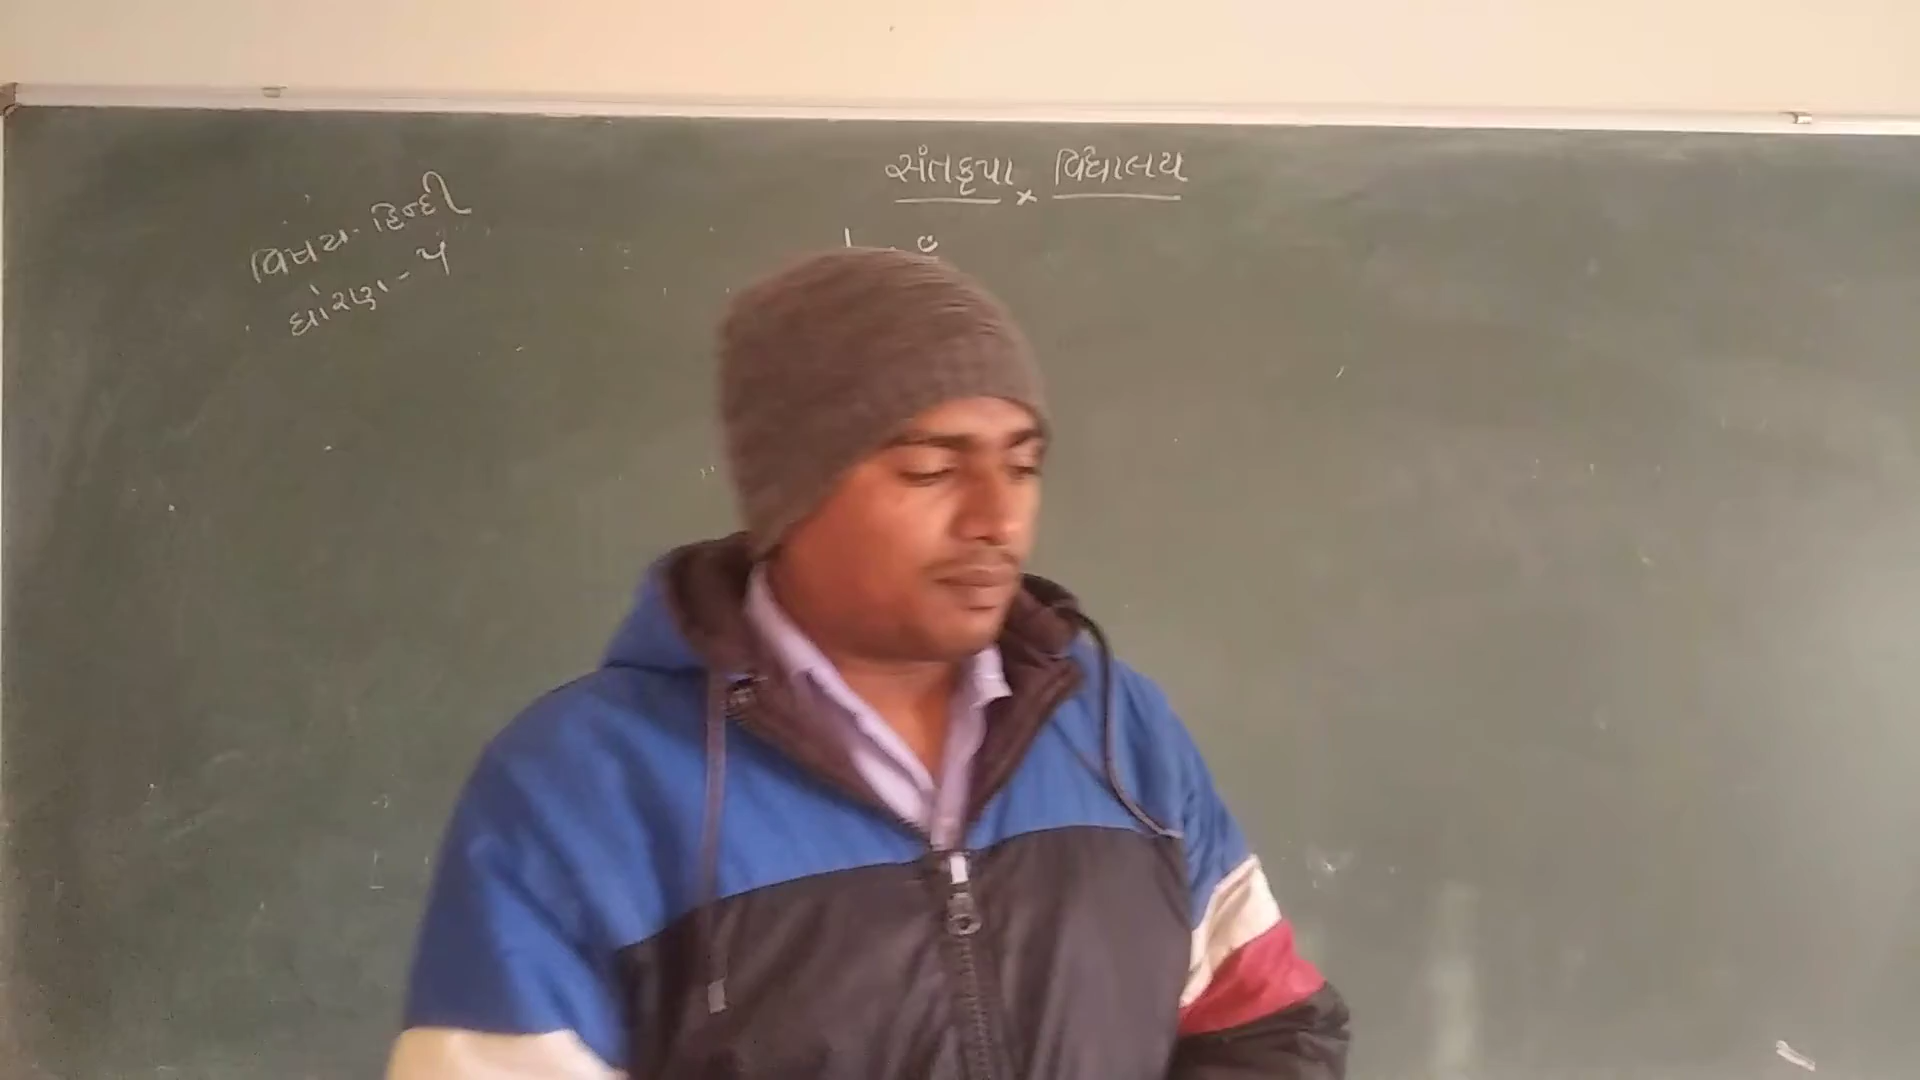 સંતકૃપા × વિદ્યાલય
વિષય - હિન્દી
ધોરણ - ૫